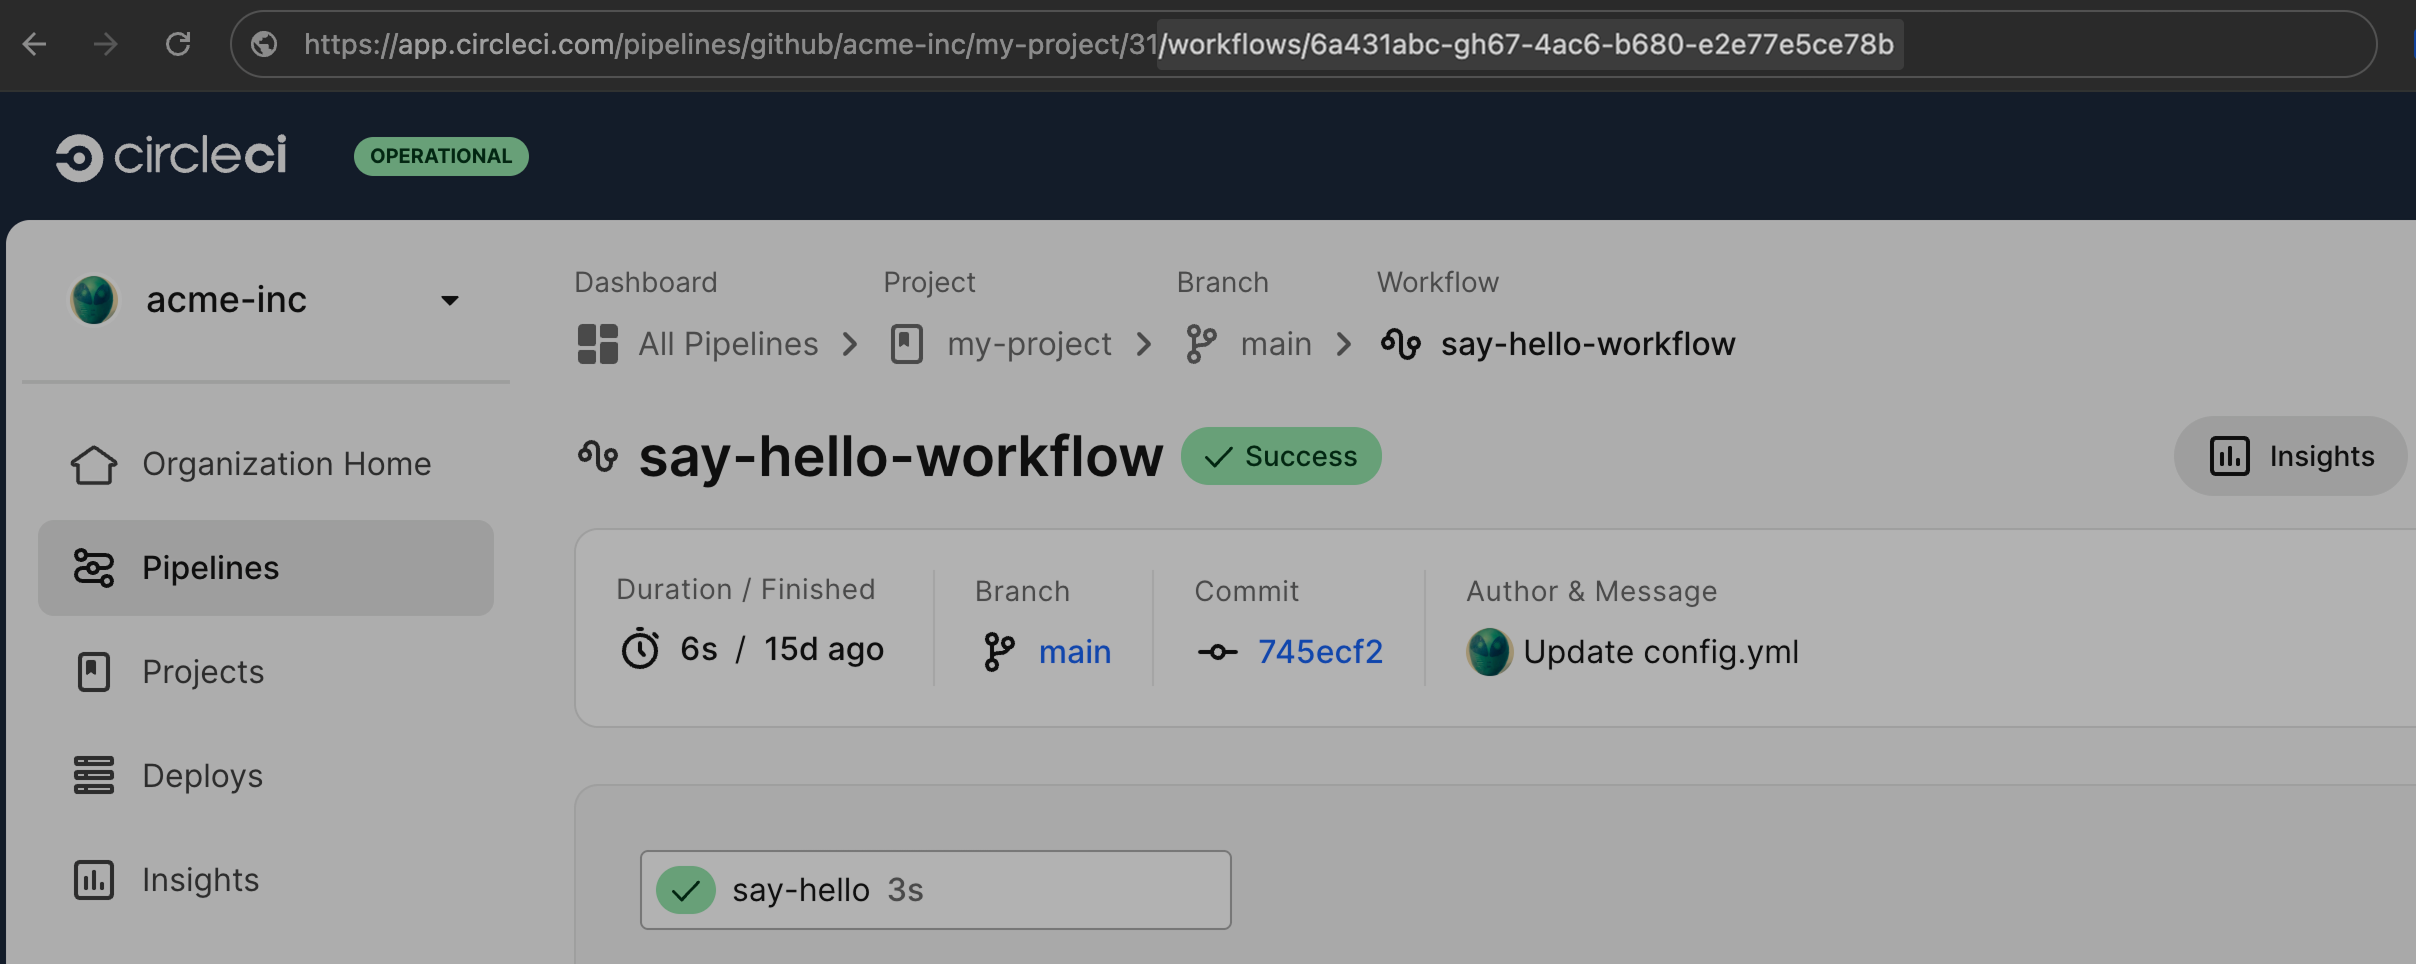 https://app.circleci.com/pipelines/github/acme-inc/my-project/31/workflows/6a431abc-gh67-4ac6-b680-e2e77e5ce78b
circleci OPERATIONAL
acme-inc
Dashboard Project Branch Workflow
All Pipelines my-project main say-hello-workflow
say-hello-workflow Success Insights
Organization Home
Pipelines
Projects
Deploys
Insights
Duration / Finished Branch Commit Author & Message
6s / 15d ago main 745ecf2 Update config.yml
say-hello 3s